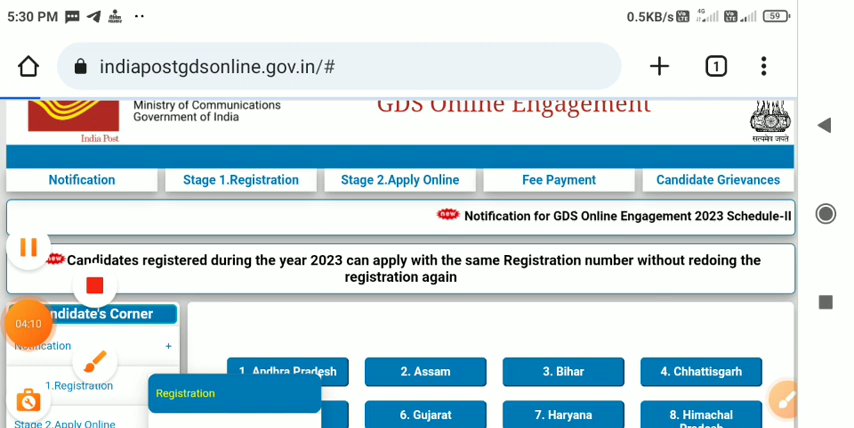 5:30 PM
0.5KB/s
4G
59
indiapostgdsonline.gov.in/#
1
Ministry of Communications
Government of India
India Post
GDS Online Engagement
सत्यमेव जयते
Notification
Stage 1.Registration
Stage 2.Apply Online
Fee Payment
Candidate Grievances
new Notification for GDS Online Engagement 2023 Schedule-II
Candidates registered during the year 2023 can apply with the same Registration number without redoing the
registration again
ndidate's Corner
04:10
Notification +
1.Registration
Registration
Stage 2.Apply Online
1. Andhra Pradesh
2. Assam
3. Bihar
4. Chhattisgarh
6. Gujarat
7. Haryana
8. Himachal
Pradesh